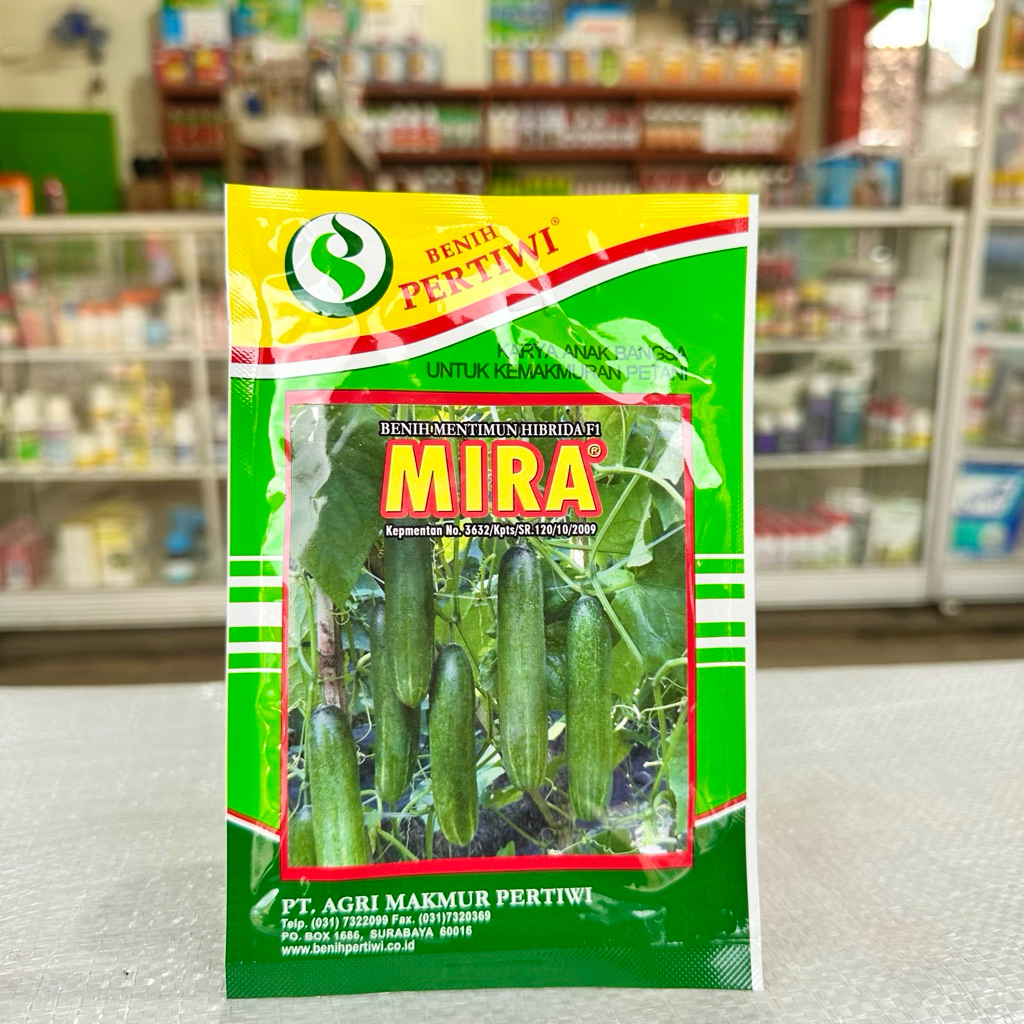 BENIH
PERTIWI®
KARYA ANAK BANGSA
UNTUK KEMAKMURAN PETANI
BENIH MENTIMUN HIBRIDA F1
MIRA®
Kepmentan No. 3632/Kpts/SR.120/10/2009
PT. AGRI MAKMUR PERTIWI
Telp. (031) 7322099 Fax. (031)7320369
PO. BOX 1686, SURABAYA 60016
www.benihpertiwi.co.id